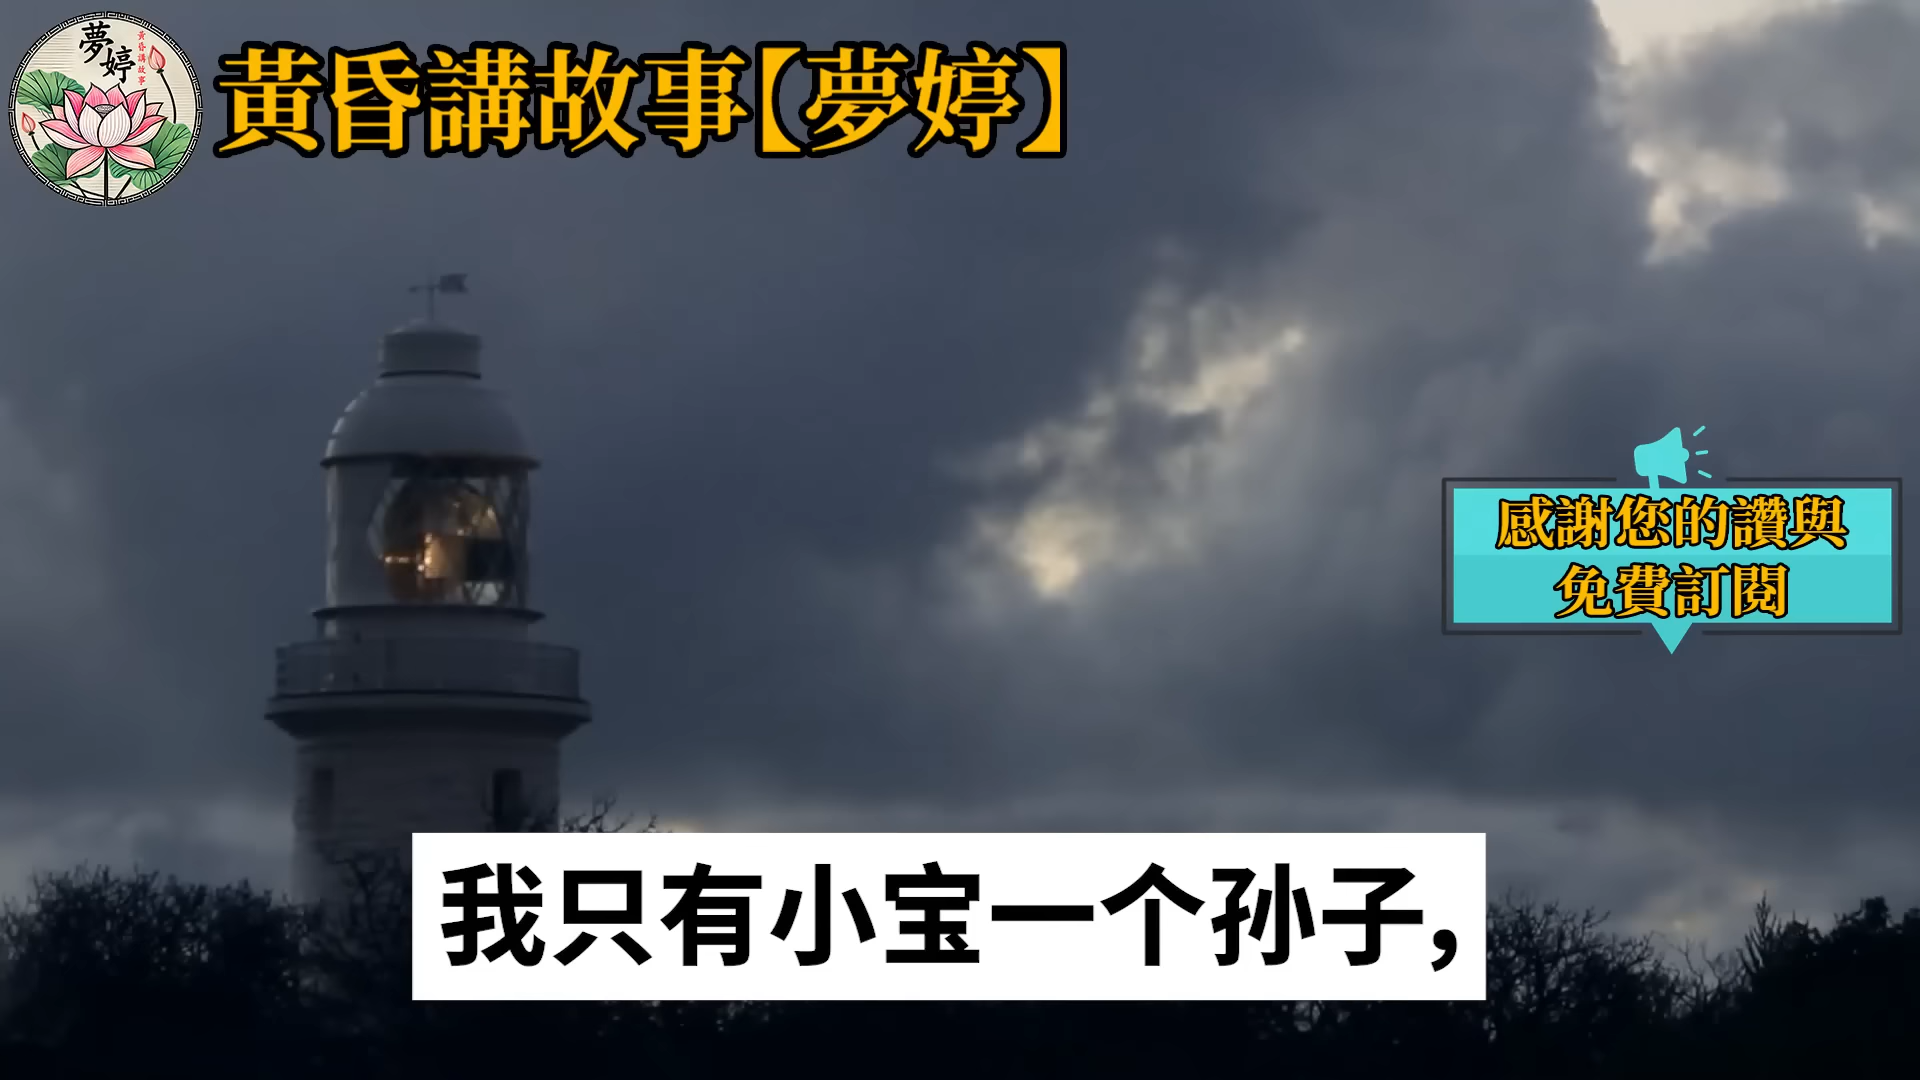 夢婷
黃昏講故事
黃昏講故事【夢婷】
感謝您的讚與
免費訂閱
我只有小宝一个孙子,